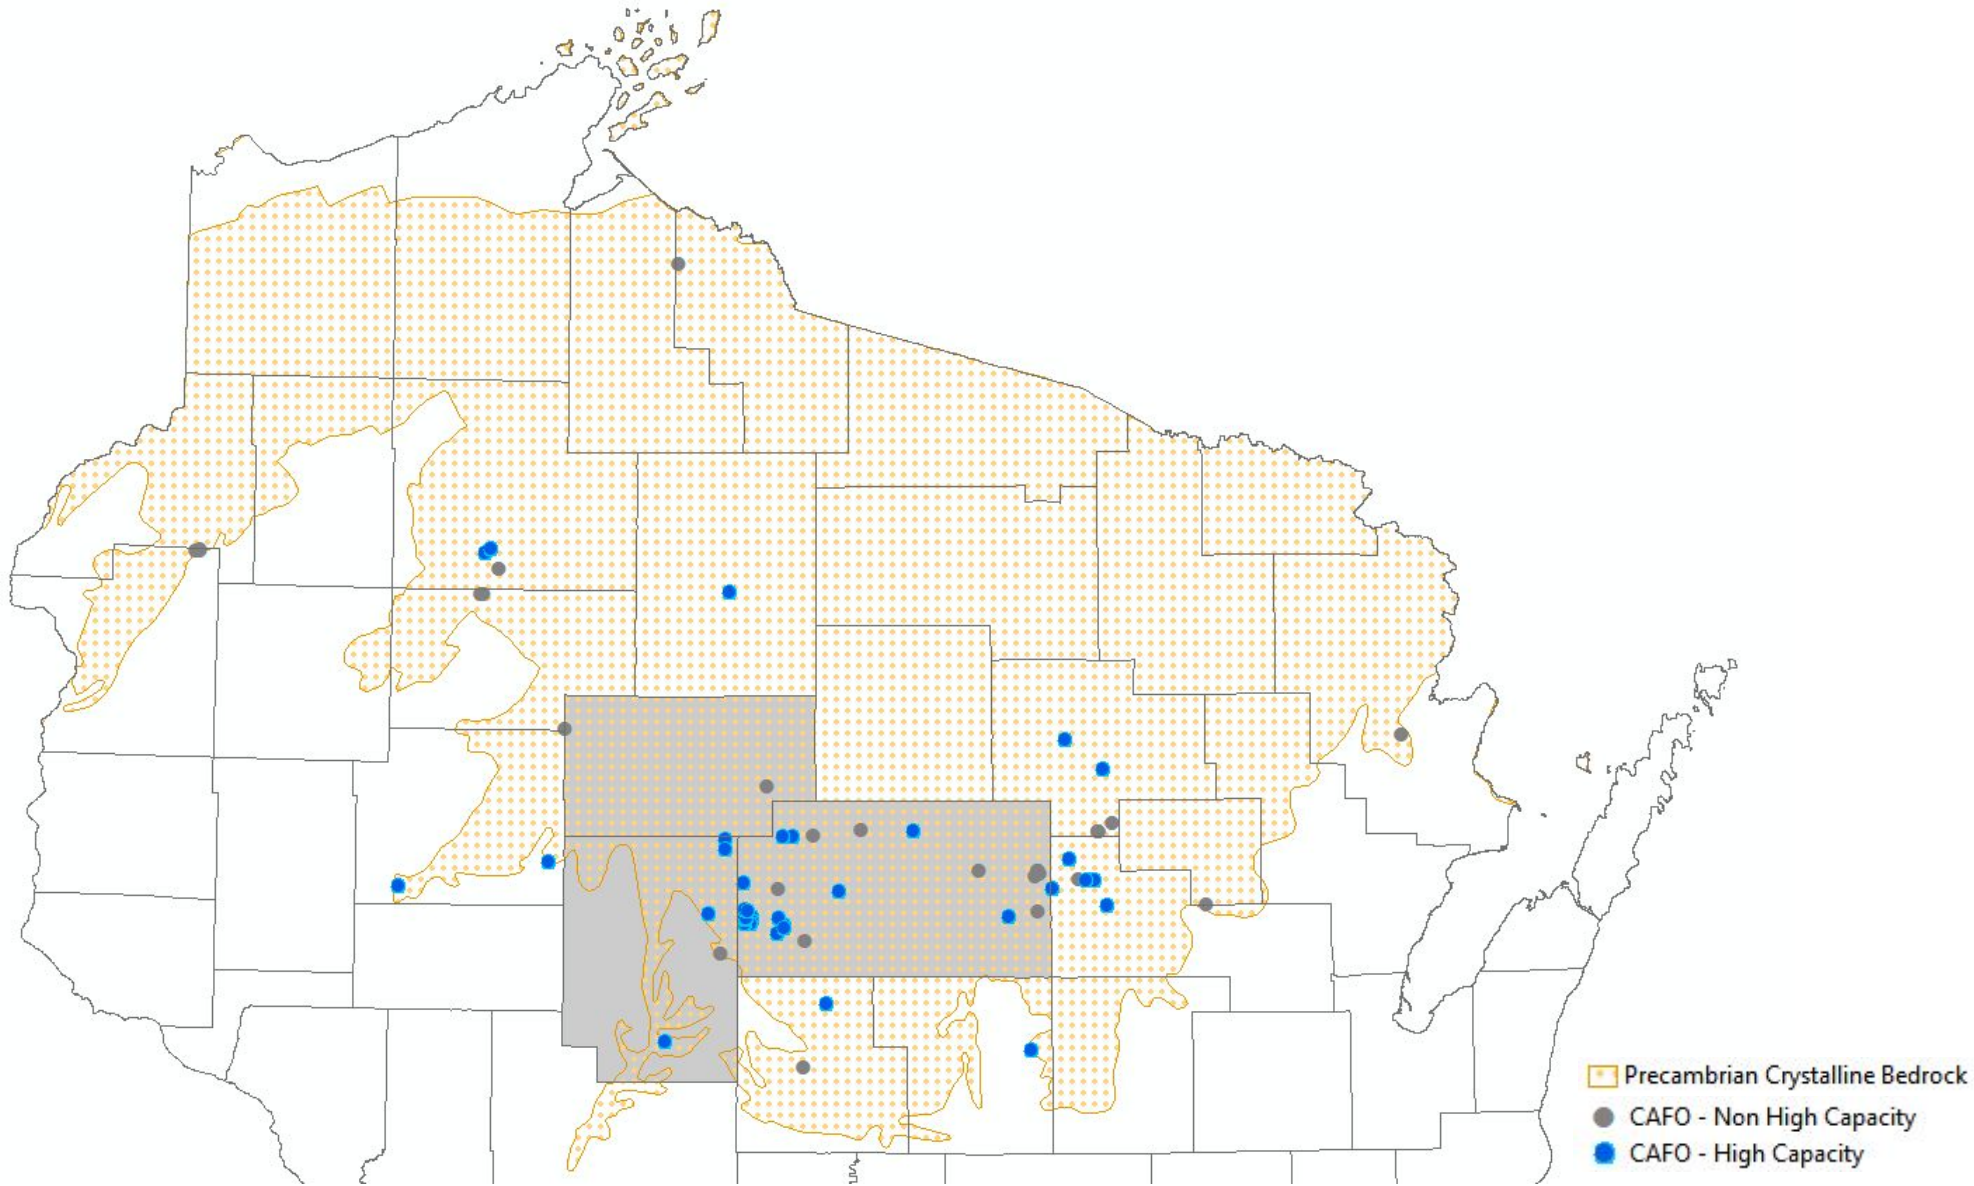 Precambrian Crystalline Bedrock
CAFO - Non High Capacity
CAFO - High Capacity